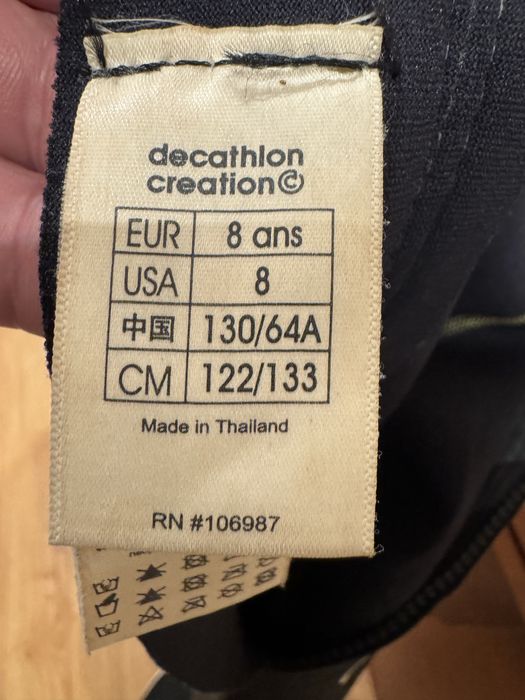 decathlon
creation©
EUR 8 ans
USA 8
中国 130/64A
CM 122/133
Made in Thailand
RN #106987